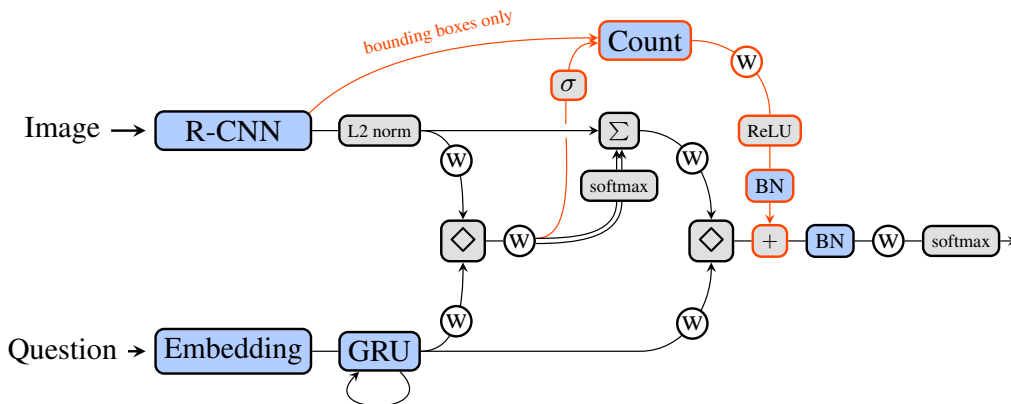 bounding boxes only
Count
W
σ
Image
R-CNN
L2 norm
Σ
ReLU
W
W
softmax
BN
◇
W
◇
+
BN
W
softmax
W
W
Question
Embedding
GRU